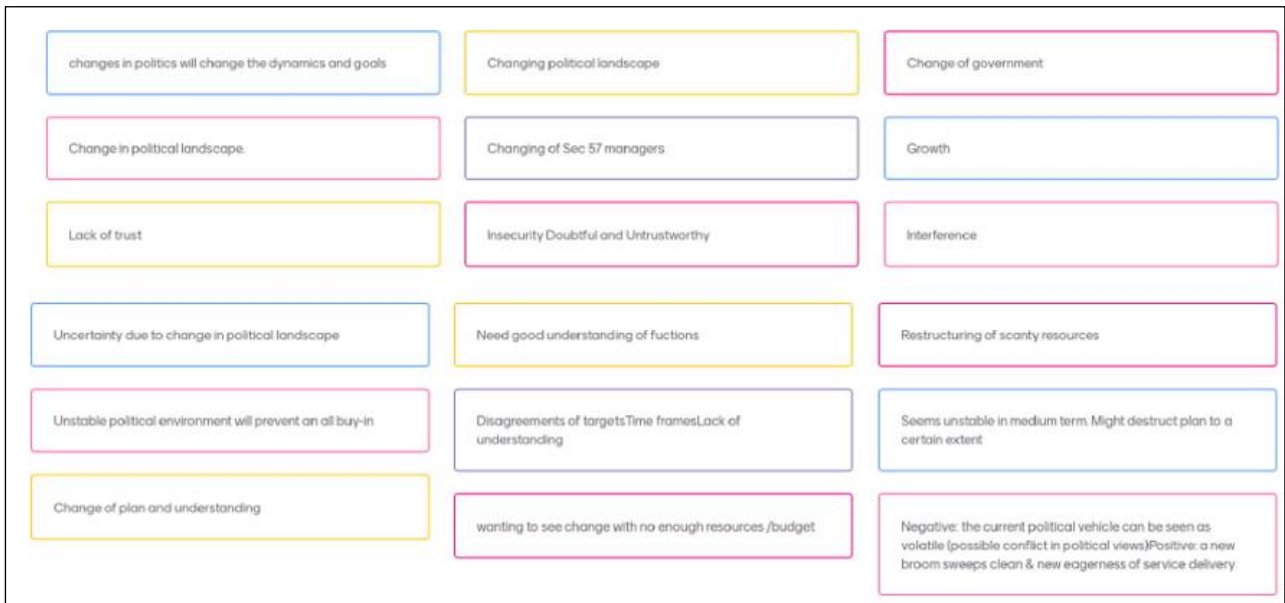 changes in politics will change the dynamics and goals
Changing political landscape
Change of government
Change in political landscape.
Changing of Sec 57 managers
Growth
Lack of trust
Insecurity Doubtful and Untrustworthy
Interference
Uncertainty due to change in political landscape
Need good understanding of fuctions
Restructuring of scanty resources
Unstable political environment will prevent an all buy-in
Disagreements of targetsTime framesLack of
understanding
Seems unstable in medium term. Might destruct plan to a
certain extent
Change of plan and understanding
wanting to see change with no enough resources /budget
Negative: the current political vehicle can be seen as
volatile (possible conflict in political views)Positive: a new
broom sweeps clean & new eagerness of service delivery